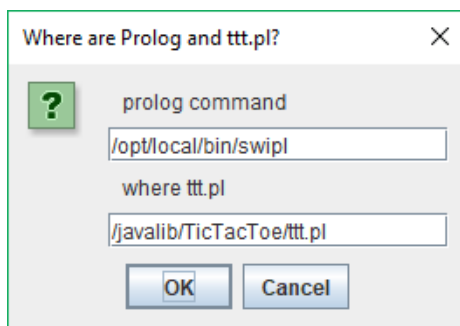 Where are Prolog and ttt.pl?
prolog command
/opt/local/bin/swipl
where ttt.pl
/javalib/TicTacToe/ttt.pl
OK Cancel